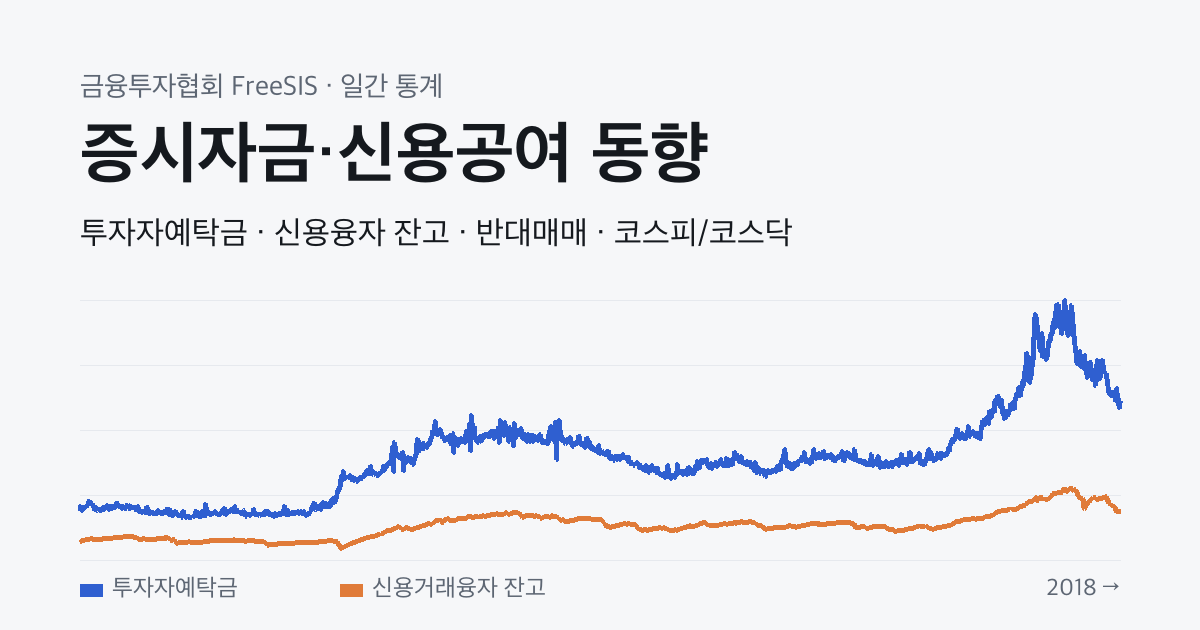 금융투자협회 FreeSIS · 일간 통계
증시자금·신용공여 동향
투자자예탁금 · 신용융자 잔고 · 반대매매 · 코스피/코스닥
투자자예탁금
신용거래융자 잔고
2018 →